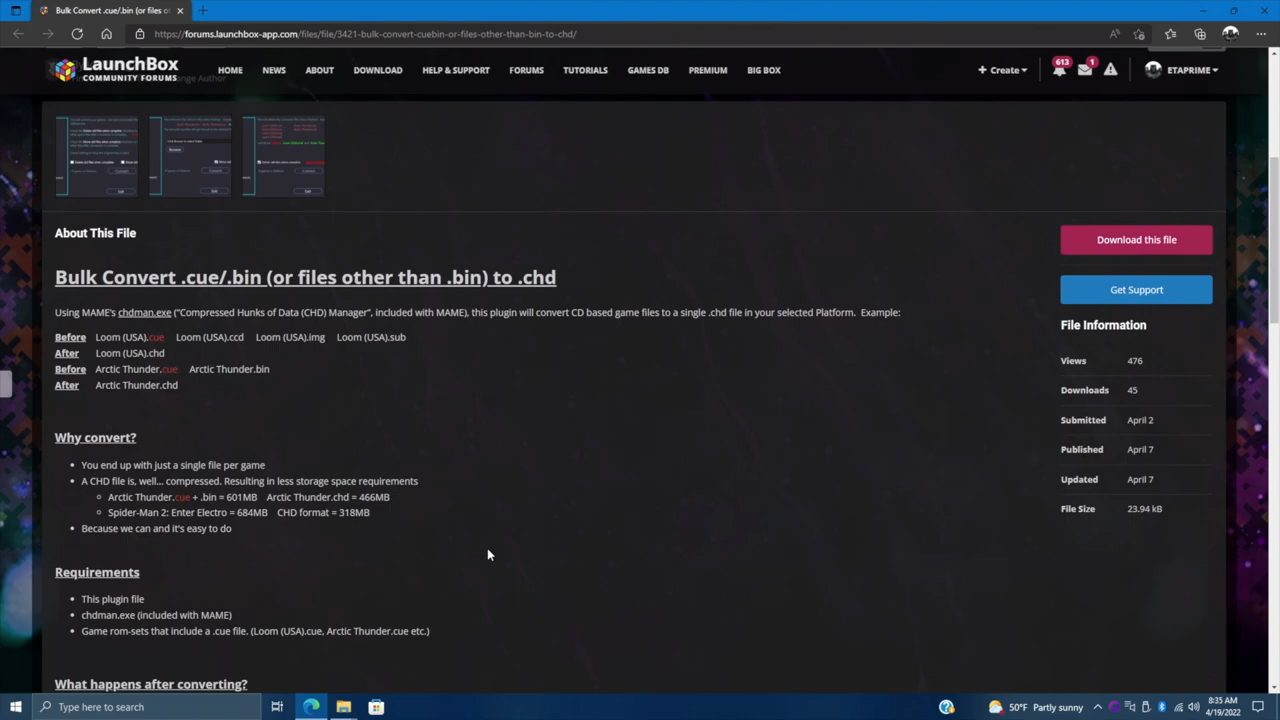 Bulk Convert .cue/.bin (or files o
https://forums.launchbox-app.com/files/file/3421-bulk-convert-cuebin-or-files-other-than-bin-to-chd/
LaunchBox
COMMUNITY FORUMS
HOME NEWS ABOUT DOWNLOAD HELP & SUPPORT FORUMS TUTORIALS GAMES DB PREMIUM BIG BOX
+ Create
613
1
ETAPRIME
About This File
Download this file
Bulk Convert .cue/.bin (or files other than .bin) to .chd
Get Support
Using MAME's chdman.exe ("Compressed Hunks of Data (CHD) Manager", included with MAME), this plugin will convert CD based game files to a single .chd file in your selected Platform. Example:
File Information
Before Loom (USA).cue Loom (USA).ccd Loom (USA).img Loom (USA).sub
After Loom (USA).chd
Before Arctic Thunder.cue Arctic Thunder.bin
After Arctic Thunder.chd
Views 476
Downloads 45
Submitted April 2
Published April 7
Updated April 7
File Size 23.94 kB
Why convert?
You end up with just a single file per game
A CHD file is, well... compressed. Resulting in less storage space requirements
Arctic Thunder.cue + .bin = 601MB Arctic Thunder.chd = 466MB
Spider-Man 2: Enter Electro = 684MB CHD format = 318MB
Because we can and it's easy to do
Requirements
This plugin file
chdman.exe (included with MAME)
Game rom-sets that include a .cue file. (Loom (USA).cue, Arctic Thunder.cue etc.)
What happens after converting?
Type here to search
50°F Partly sunny
8:35 AM
4/19/2022